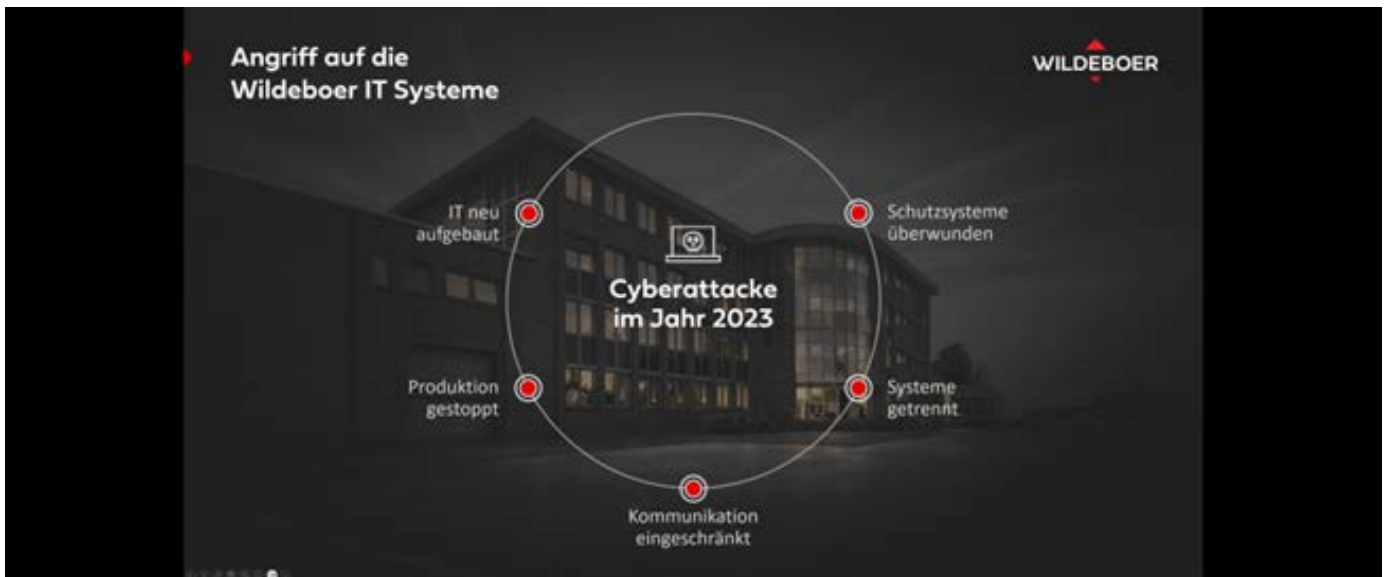 Angriff auf die
Wildeboer IT Systeme
WILDEBOER
IT neu
aufgebaut
Schutzsysteme
überwunden
Cyberattacke
im Jahr 2023
Produktion
gestoppt
Systeme
getrennt
Kommunikation
eingeschränkt